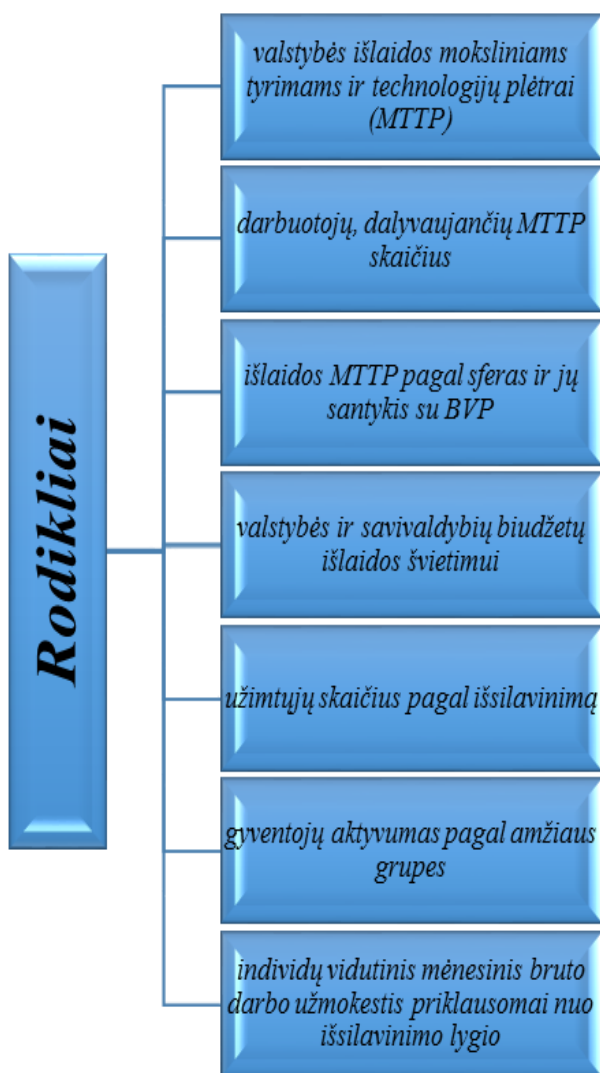 Rodikliai
valstybės išlaidos moksliniams
tyrimams ir technologijų plėtrai
(MTTP)
darbuotojų, dalyvaujančių MTTP
skaičius
išlaidos MTTP pagal sferas ir jų
santykis su BVP
valstybės ir savivaldybių biudžetų
išlaidos švietimui
užimtųjų skaičius pagal išsilavinimą
gyventojų aktyvumas pagal amžiaus
grupes
individų vidutinis mėnesinis bruto
darbo užmokestis priklausomai nuo
išsilavinimo lygio